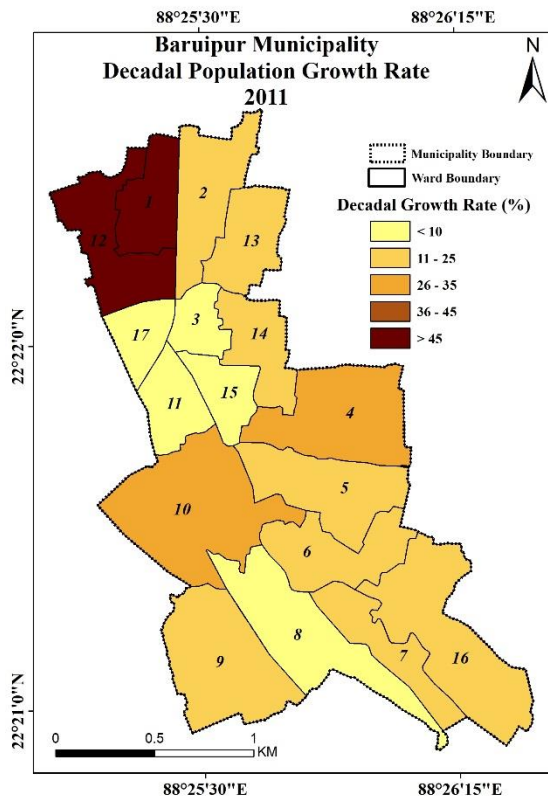 88°25'30"E 88°26'15"E
Baruipur Municipality
Decadal Population Growth Rate
2011
N
Municipality Boundary
Ward Boundary
Decadal Growth Rate (%)
< 10
11 - 25
26 - 35
36 - 45
> 45
1
2
12
13
3
17
14
22°22'0"N
15
11
4
5
10
6
8
7
9
16
22°21'0"N
0 0.5 1
KM
88°25'30"E 88°26'15"E